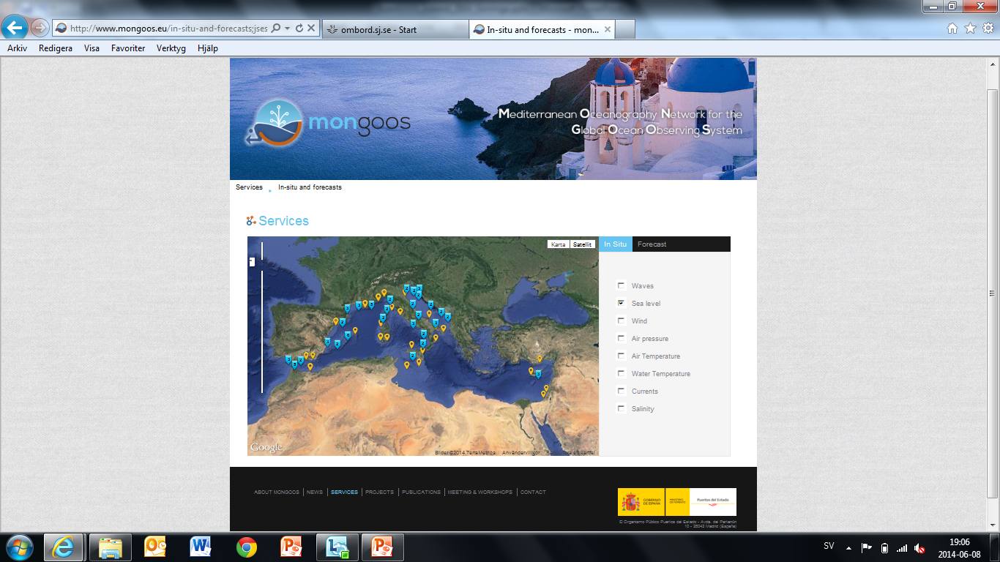 http://www.mongoos.eu/in-situ-and-forecasts;jses
ombord.sj.se - Start
In-situ and forecasts - mon...
Arkiv Redigera Visa Favoriter Verktyg Hjälp
mongoos
Mediterranean Oceanography Network for the
Global Ocean Observing System
Services In-situ and forecasts
Services
Karta Satellit
In Situ Forecast
Waves
Sea level
Wind
Air pressure
Air Temperature
Water Temperature
Currents
Salinity
Google
Bilder ©2014 TerraMetrics Användarvillkor
ABOUT MONGOOS NEWS SERVICES PROJECTS PUBLICATIONS MEETING & WORKSHOPS CONTACT
GOBIERNO DE ESPAÑA
MINISTERIO DE FOMENTO
Puertos del Estado
© Organismo Público Puertos del Estado - Avda. del Partenón
10 - 28042 Madrid (España)
SV
19:06
2014-06-08